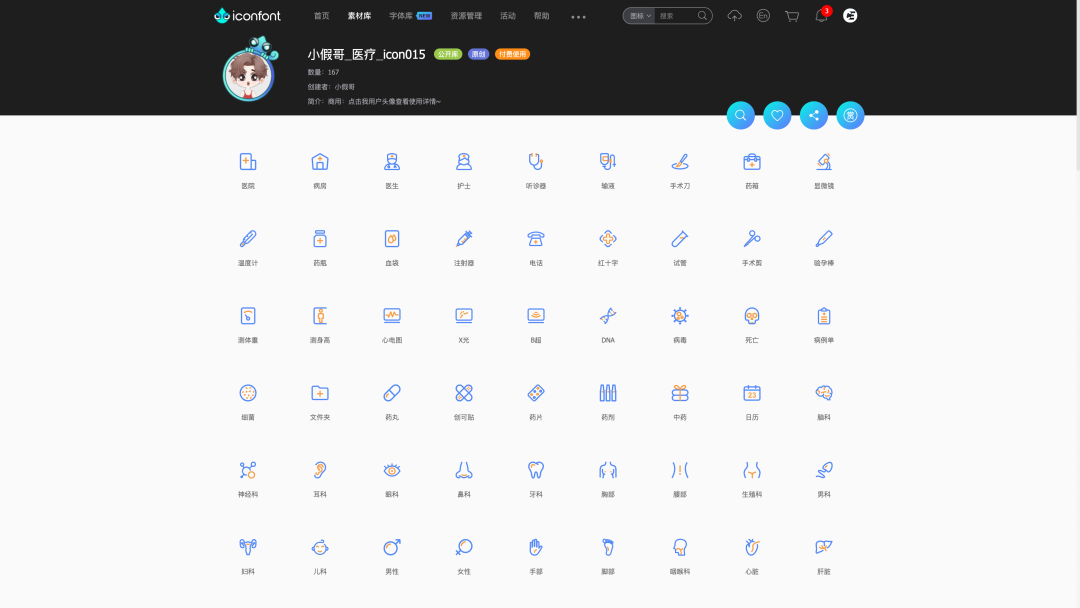 iconfont 首页 素材库 字体库 NEW 资源管理 活动 帮助 图标 搜索 En 3
小假哥_医疗_icon015 公开库 原创 付费使用
数量：167
创建者：小假哥
简介：商用：点击我用户头像查看使用详情~
赏
医院 病房 医生 护士 听诊器 输液 手术刀 药箱 显微镜
温度计 药瓶 血袋 注射器 电话 红十字 试管 手术剪 验孕棒
测体重 测身高 心电图 X光 B超 DNA 病毒 死亡 病例单
23
细菌 文件夹 药丸 创可贴 药片 药剂 中药 日历 脑科
神经科 耳科 眼科 鼻科 牙科 胸部 腰部 生殖科 男科
妇科 儿科 男性 女性 手部 脚部 咽喉科 心脏 肝脏